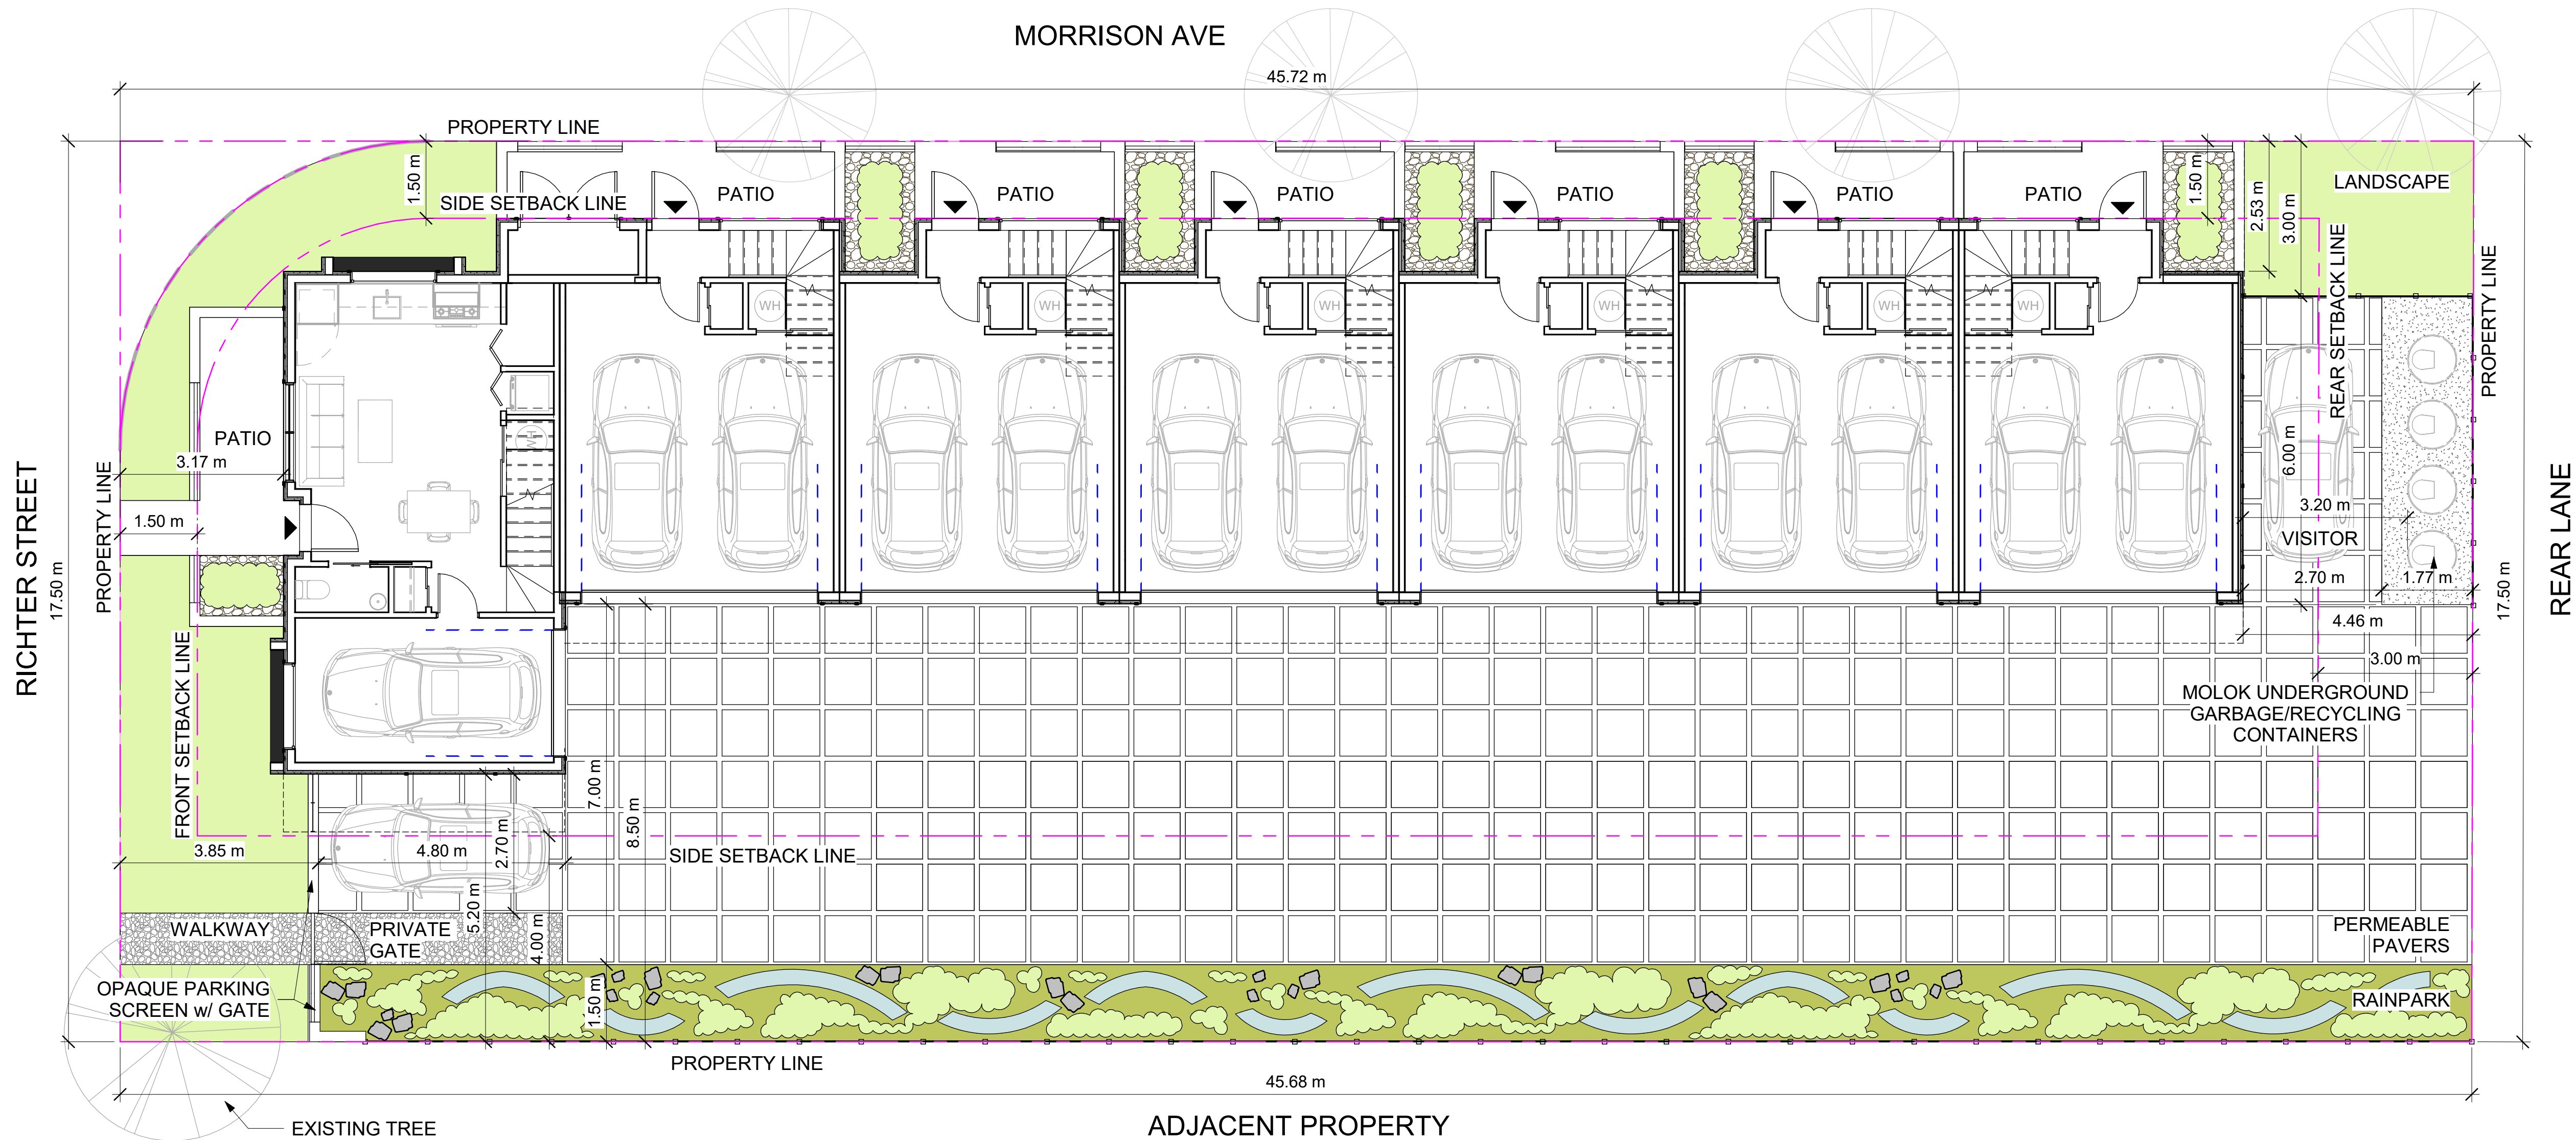 MORRISON AVE
45.72 m
PROPERTY LINE
1.50 m
SIDE SETBACK LINE
PATIO
PATIO
PATIO
PATIO
PATIO
PATIO
1.50 m
2.53 m
3.00 m
LANDSCAPE
REAR SETBACK LINE
PROPERTY LINE
WH
WH
WH
WH
WH
WH
WH
PATIO
3.17 m
PROPERTY LINE
1.50 m
RICHTER STREET
17.50 m
6.00 m
3.20 m
VISITOR
2.70 m
1.77 m
17.50 m
REAR LANE
4.46 m
3.00 m
MOLOK UNDERGROUND
GARBAGE/RECYCLING
CONTAINERS
FRONT SETBACK LINE
7.00 m
8.50 m
3.85 m
4.80 m
2.70 m
SIDE SETBACK LINE
5.20 m
4.00 m
WALKWAY
PRIVATE
GATE
PERMEABLE
PAVERS
OPAQUE PARKING
SCREEN w/ GATE
1.50 m
RAINPARK
PROPERTY LINE
45.68 m
EXISTING TREE
ADJACENT PROPERTY